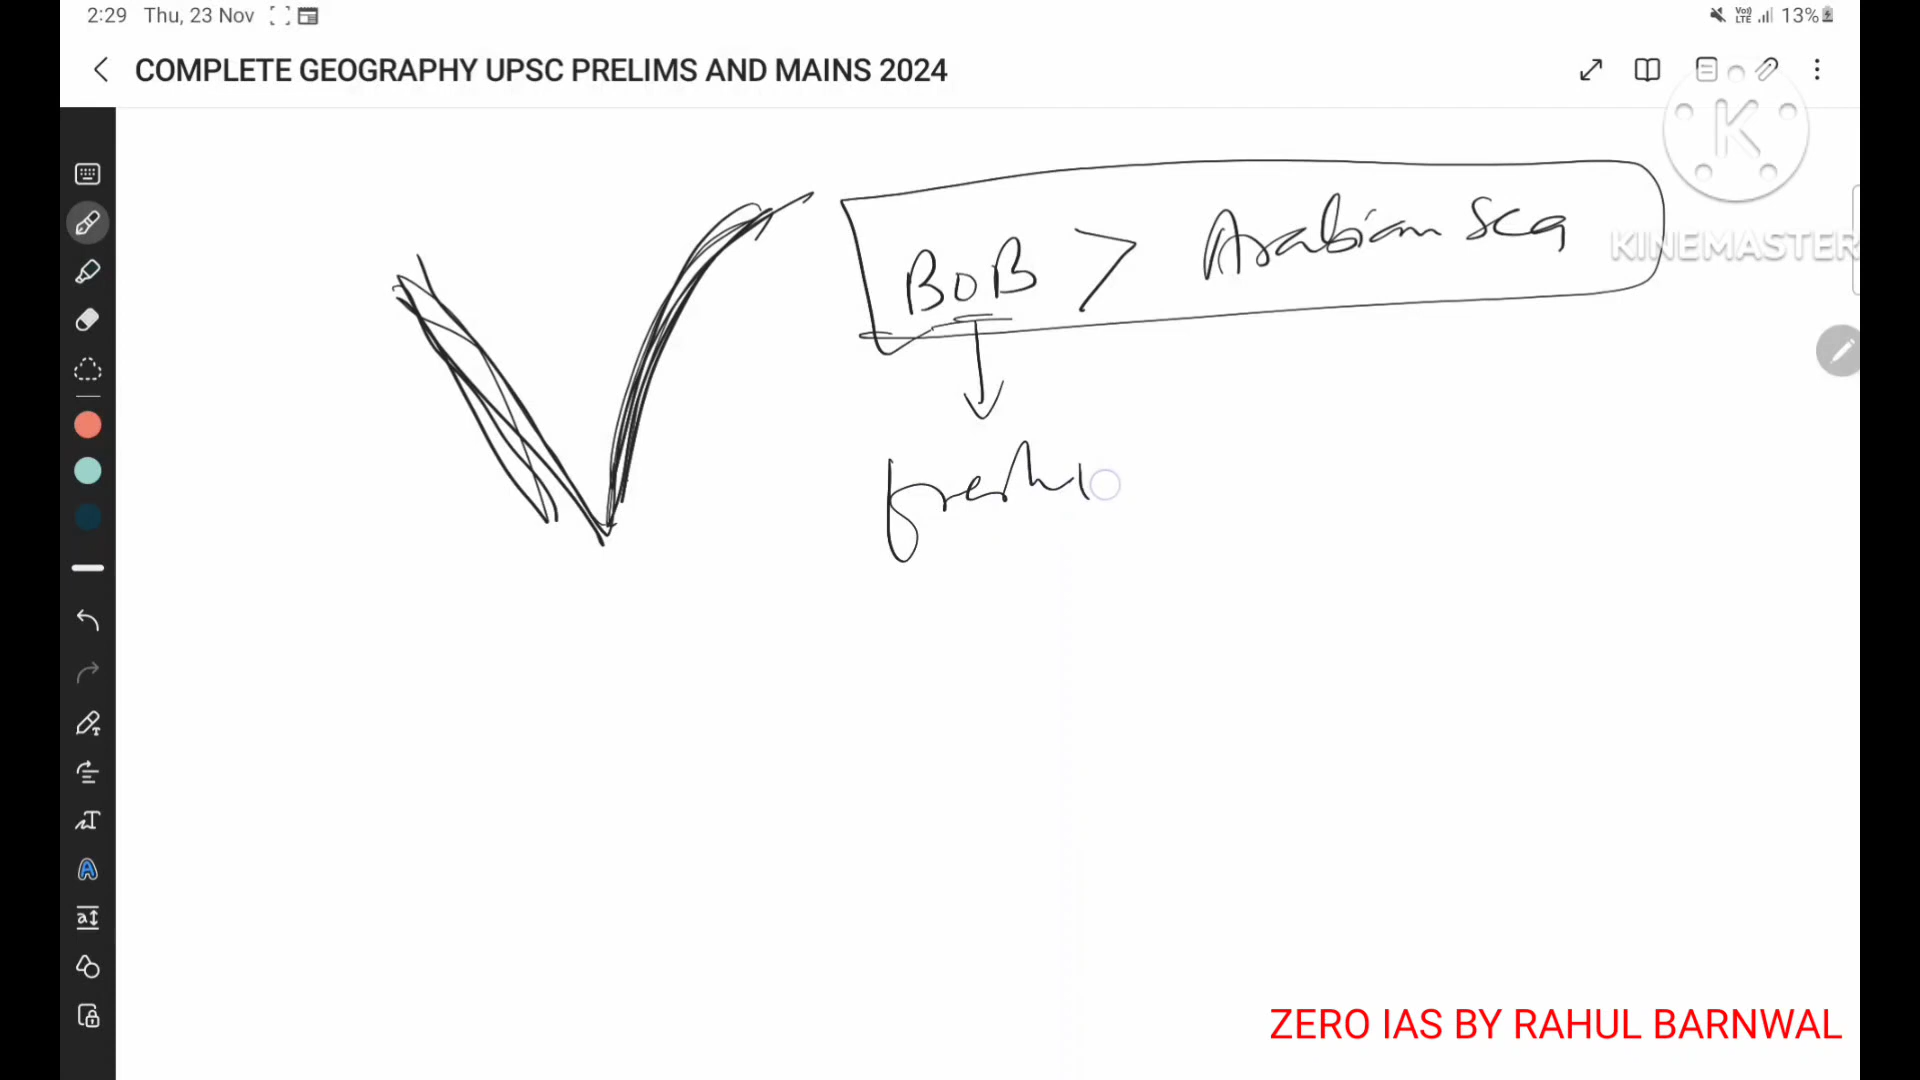 2:29 Thu, 23 Nov
13%
COMPLETE GEOGRAPHY UPSC PRELIMS AND MAINS 2024
K
KINEMASTER
BOB > Arabian Sea
fresh
ZERO IAS BY RAHUL BARNWAL